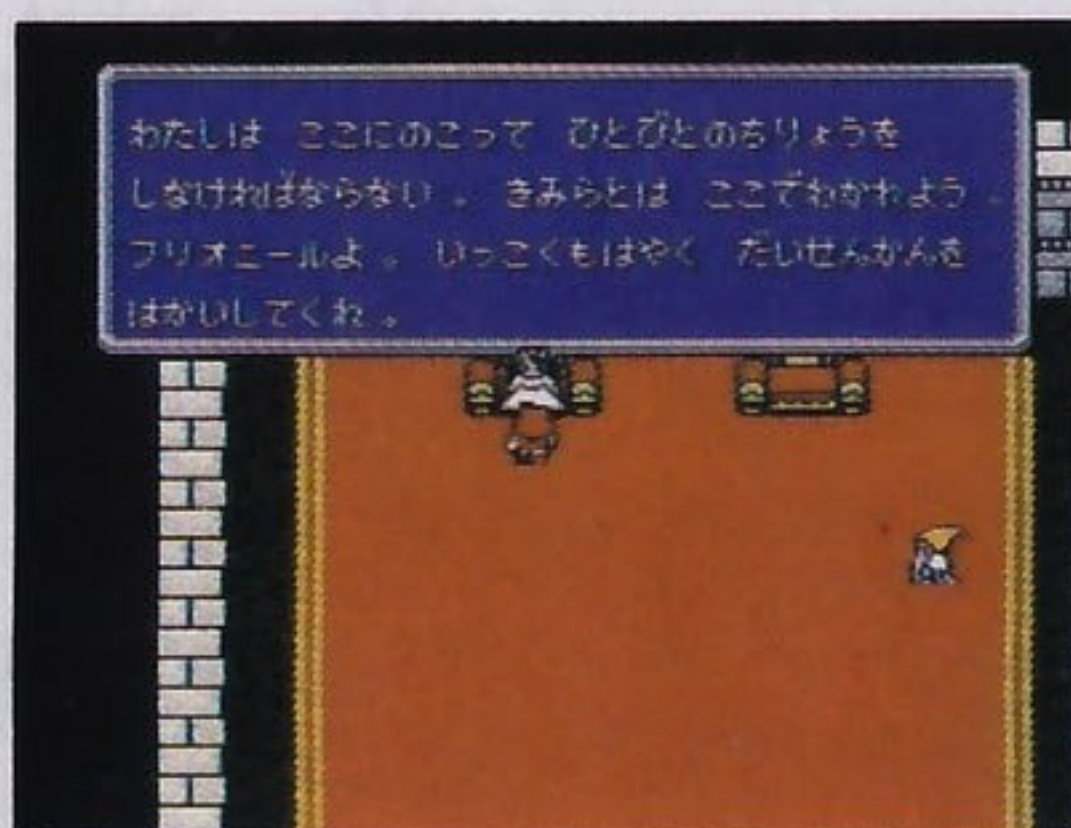 わたしは ここにのこって ひとびとのちりょうを
しなければならない。 きみらとは ここでわかれよう。
フリオニールよ。 いっこくもはやく だいせんかんを
はかいしてくれ。